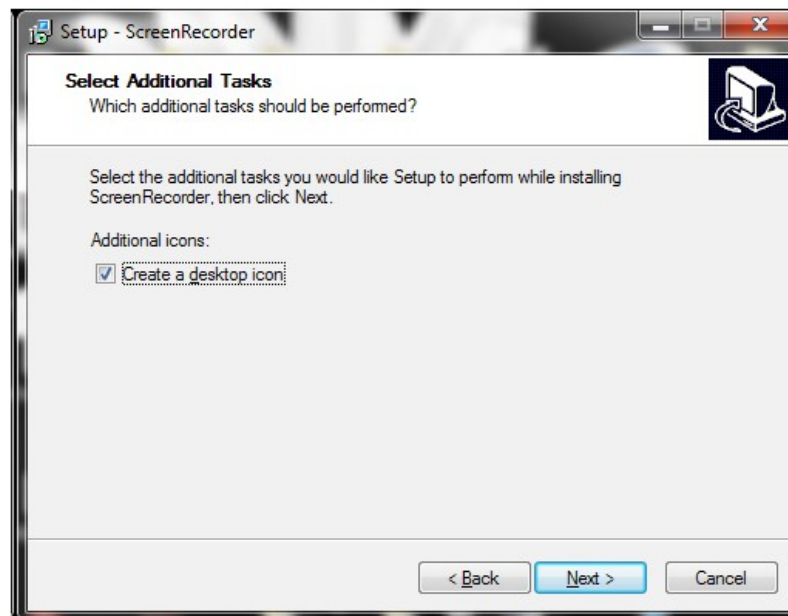 Setup - ScreenRecorder
Select Additional Tasks
Which additional tasks should be performed?
Select the additional tasks you would like Setup to perform while installing
ScreenRecorder, then click Next.
Additional icons:
Create a desktop icon
< Back
Next >
Cancel